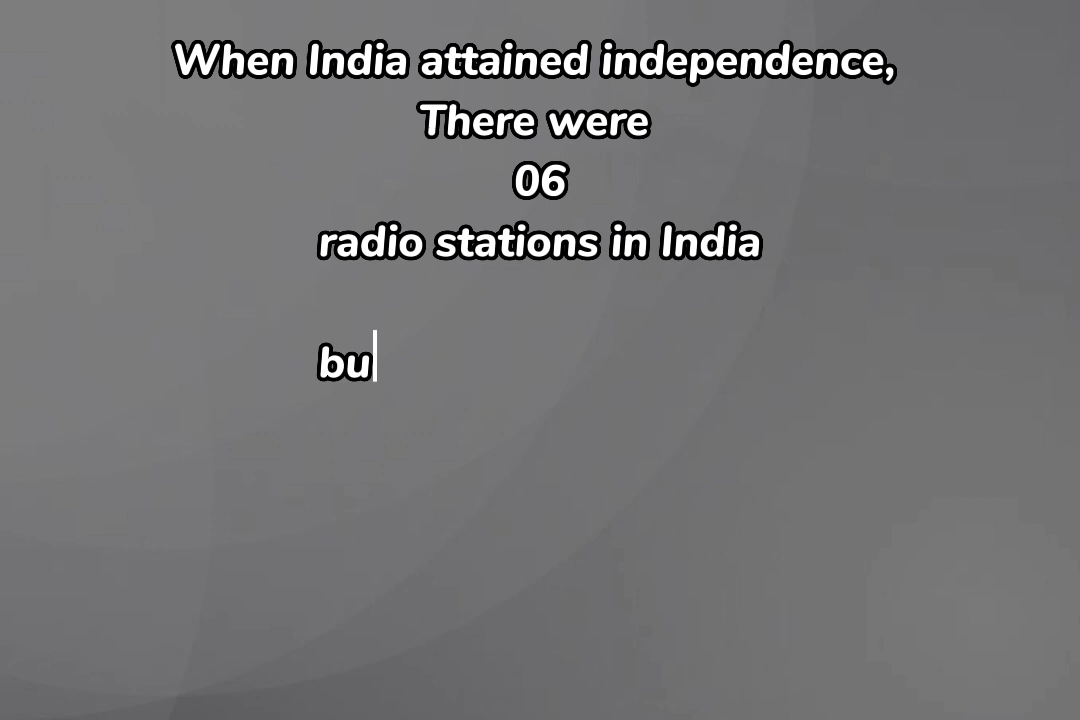 When India attained independence,
There were
06
radio stations in India
bu